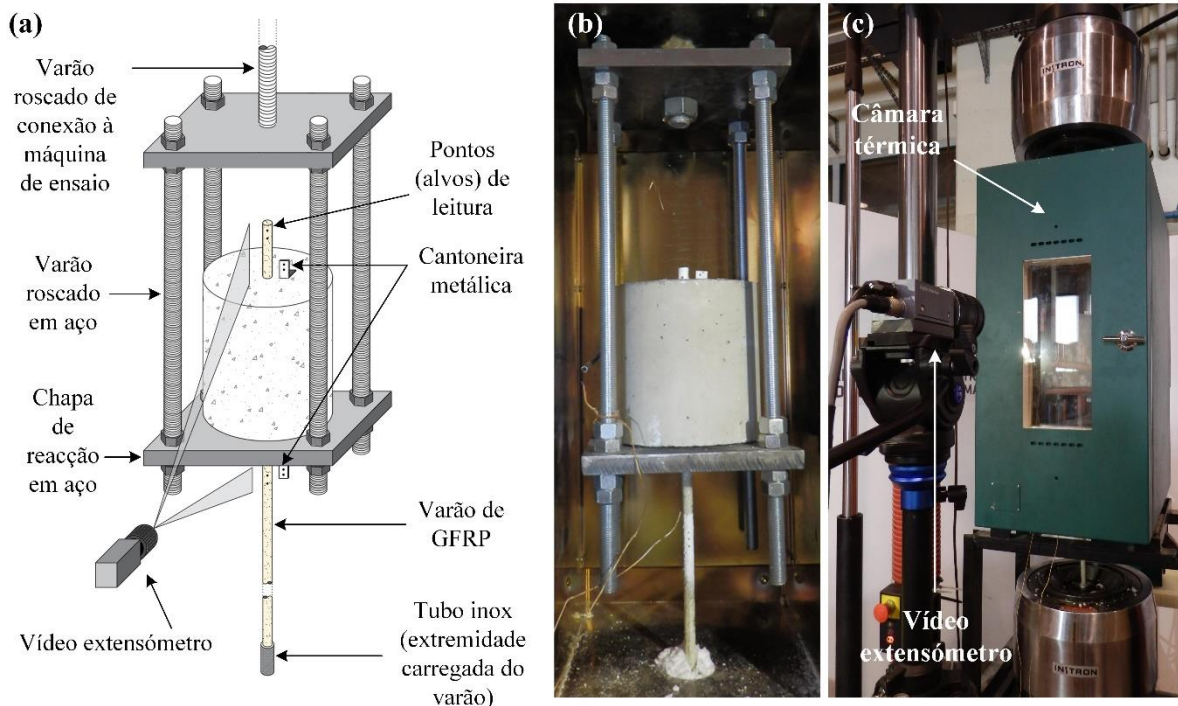 (a)
Varão
roscado de
conexão à
máquina
de ensaio
Varão
roscado
em aço
Chapa
de
reacção
em aço
Vídeo extensómetro
Pontos
(alvos) de
leitura
Cantoneira
metálica
Varão de
GFRP
Tubo inox
(extremidade
carregada do
varão)
(b)
(c)
INSTRON
Câmara
térmica
Vídeo
extensómetro
INSTRON